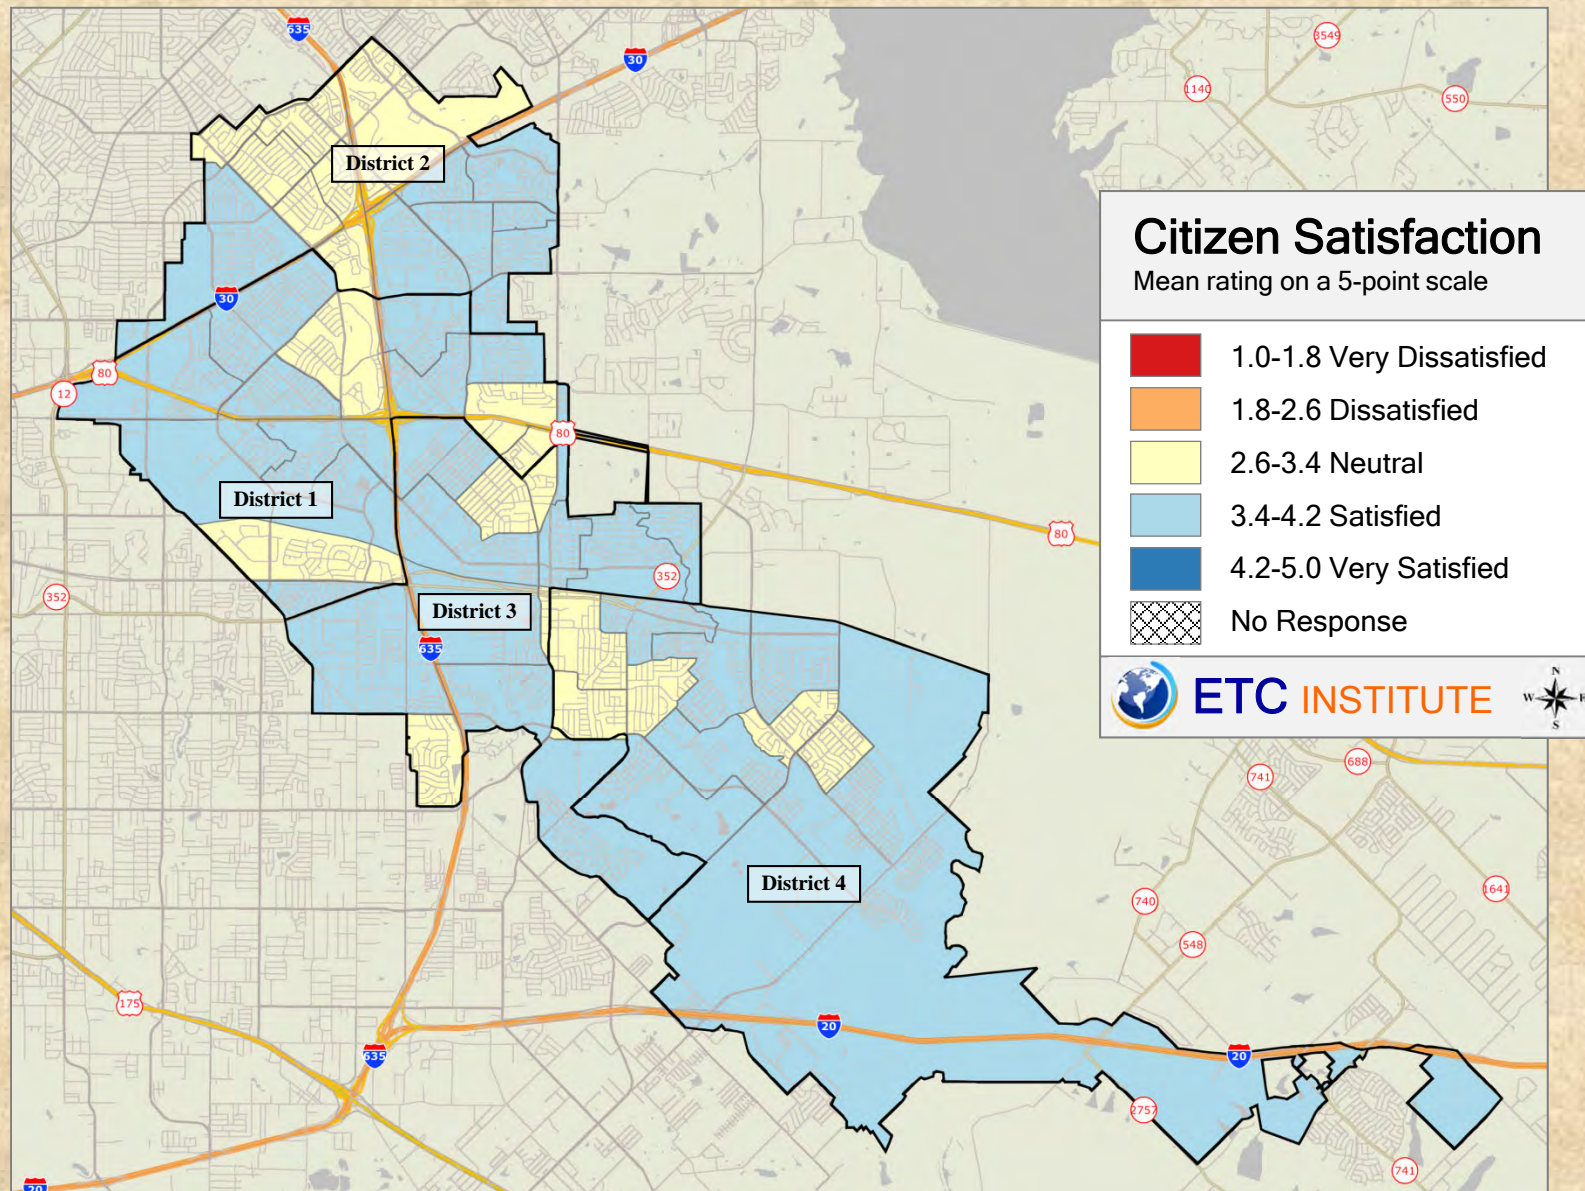 635
30
3549
1140
550
District 2
30
80
12
80
District 1
352
352
District 3
635
80
District 4
175
635
20
20
20
2757
741
688
741
740
548
1641
Citizen Satisfaction
Mean rating on a 5-point scale
1.0-1.8 Very Dissatisfied
1.8-2.6 Dissatisfied
2.6-3.4 Neutral
3.4-4.2 Satisfied
4.2-5.0 Very Satisfied
No Response
ETC INSTITUTE
N
W E
S